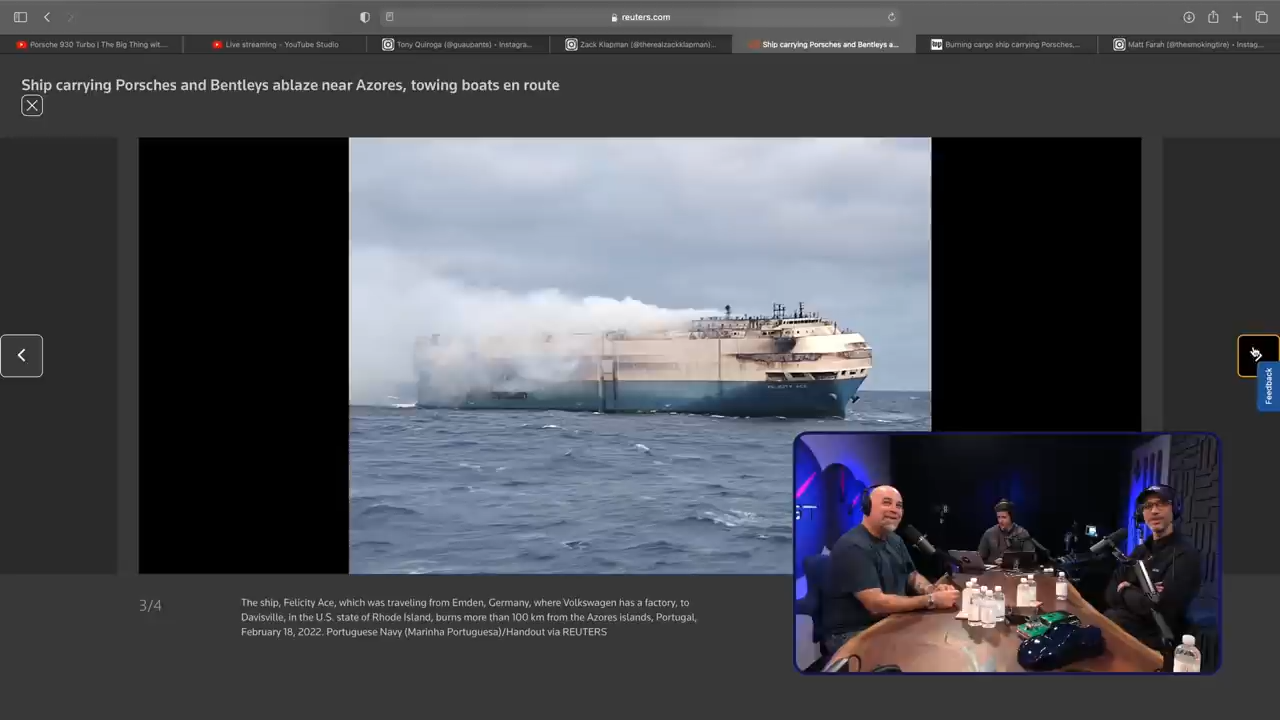 reuters.com
Porsche 930 Turbo | The Big Thing wit...
Live streaming - YouTube Studio
Tony Quiroga (@guaupants) • Instagra...
Zack Klapman (@therealzackklapman)...
Ship carrying Porsches and Bentleys a...
Burning cargo ship carrying Porsches,...
Matt Farah (@thesmokingtire) • Instag...
Ship carrying Porsches and Bentleys ablaze near Azores, towing boats en route
FELICITY ACE
Feedback
3/4
The ship, Felicity Ace, which was traveling from Emden, Germany, where Volkswagen has a factory, to
Davisville, in the U.S. state of Rhode Island, burns more than 100 km from the Azores islands, Portugal,
February 18, 2022. Portuguese Navy (Marinha Portuguesa)/Handout via REUTERS